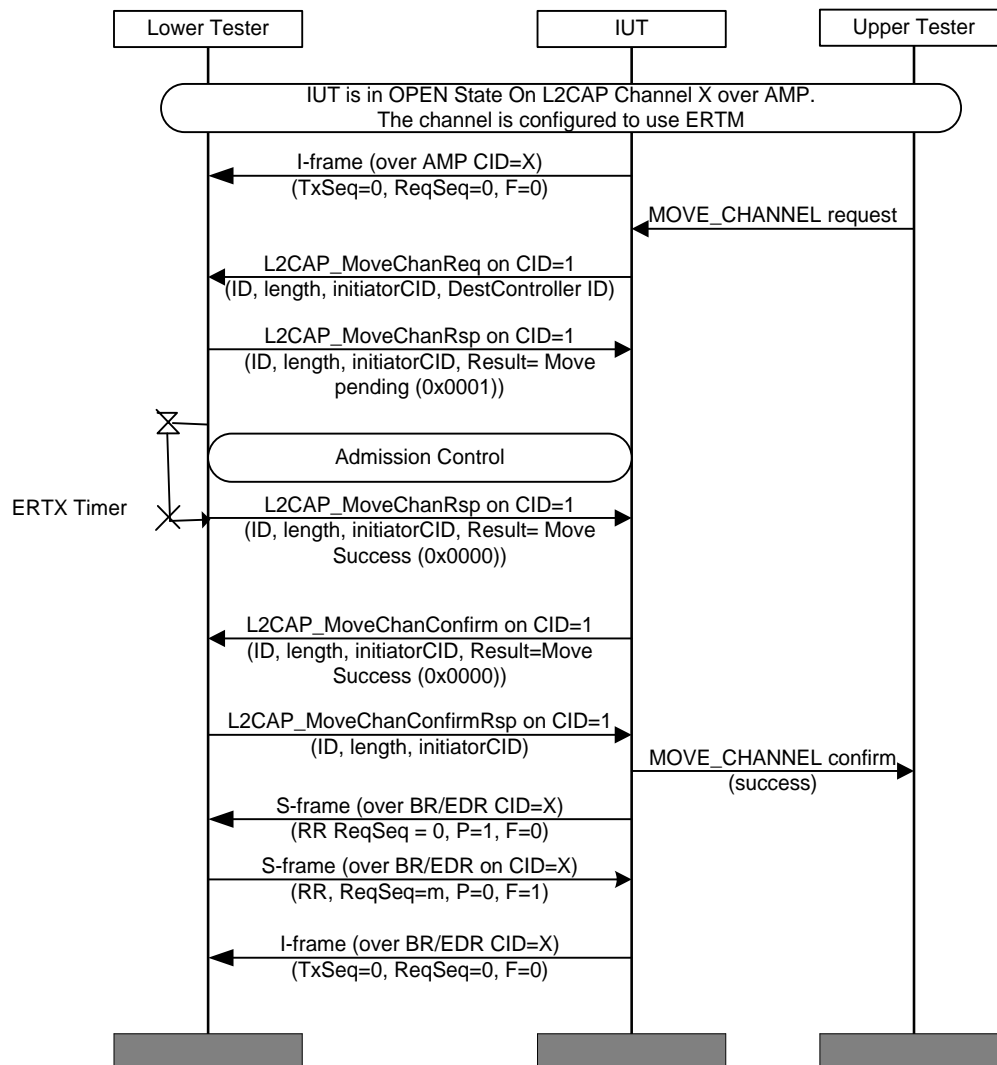 Lower Tester
IUT
Upper Tester
IUT is in OPEN State On L2CAP Channel X over AMP.
The channel is configured to use ERTM
I-frame (over AMP CID=X)
(TxSeq=0, ReqSeq=0, F=0)
MOVE_CHANNEL request
L2CAP_MoveChanReq on CID=1
(ID, length, initiatorCID, DestController ID)
L2CAP_MoveChanRsp on CID=1
(ID, length, initiatorCID, Result= Move
pending (0x0001))
Admission Control
ERTX Timer
L2CAP_MoveChanRsp on CID=1
(ID, length, initiatorCID, Result= Move
Success (0x0000))
L2CAP_MoveChanConfirm on CID=1
(ID, length, initiatorCID, Result=Move
Success (0x0000))
L2CAP_MoveChanConfirmRsp on CID=1
(ID, length, initiatorCID)
MOVE_CHANNEL confirm
(success)
S-frame (over BR/EDR CID=X)
(RR ReqSeq = 0, P=1, F=0)
S-frame (over BR/EDR on CID=X)
(RR, ReqSeq=m, P=0, F=1)
I-frame (over BR/EDR CID=X)
(TxSeq=0, ReqSeq=0, F=0)